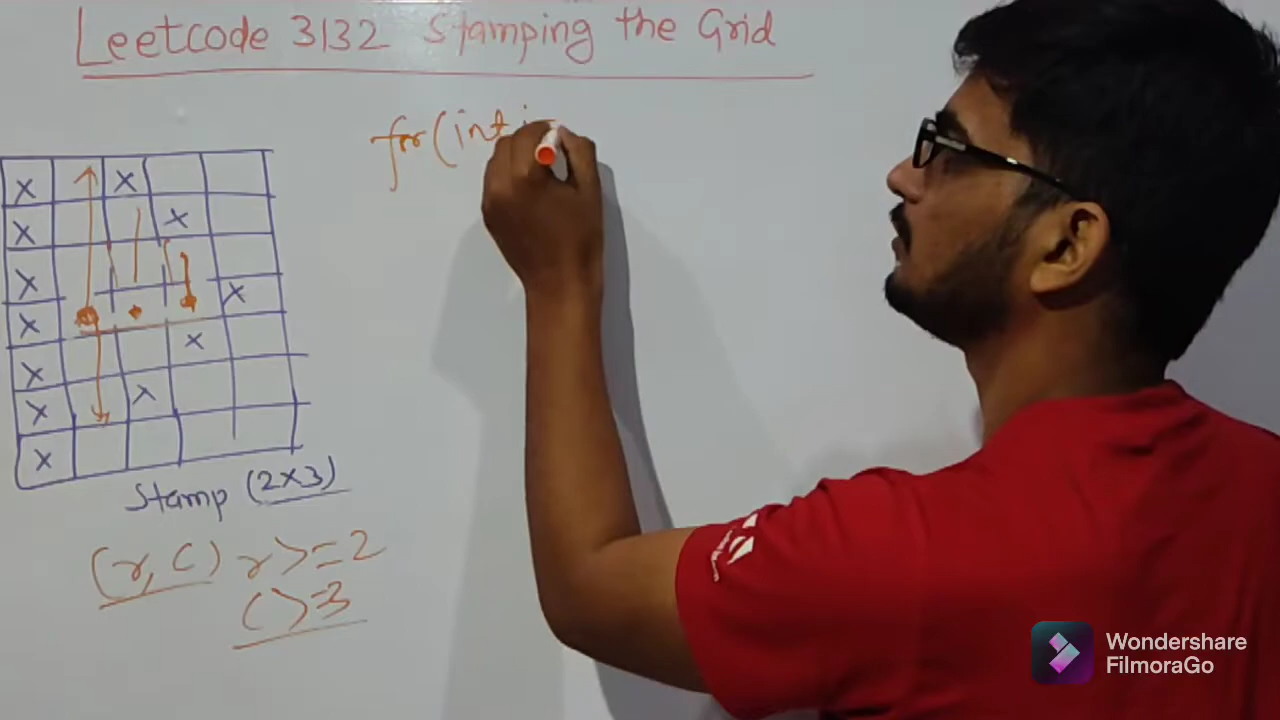 Leetcode 3132 Stamping the Grid
for(int i
X X
X X
X
X X
X X
X X
X
Stamp (2x3)
(r, c) r>=2
c>=3
Wondershare
FilmoraGo